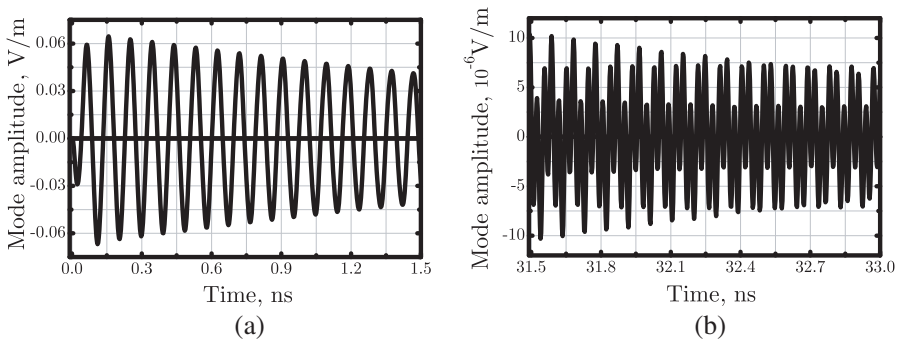 Mode amplitude, V/m
0.06
0.03
0.00
-0.03
-0.06
0.0 0.3 0.6 0.9 1.2 1.5
Time, ns
(a)
Mode amplitude, 10⁻⁶V/m
10
5
0
-5
-10
31.5 31.8 32.1 32.4 32.7 33.0
Time, ns
(b)